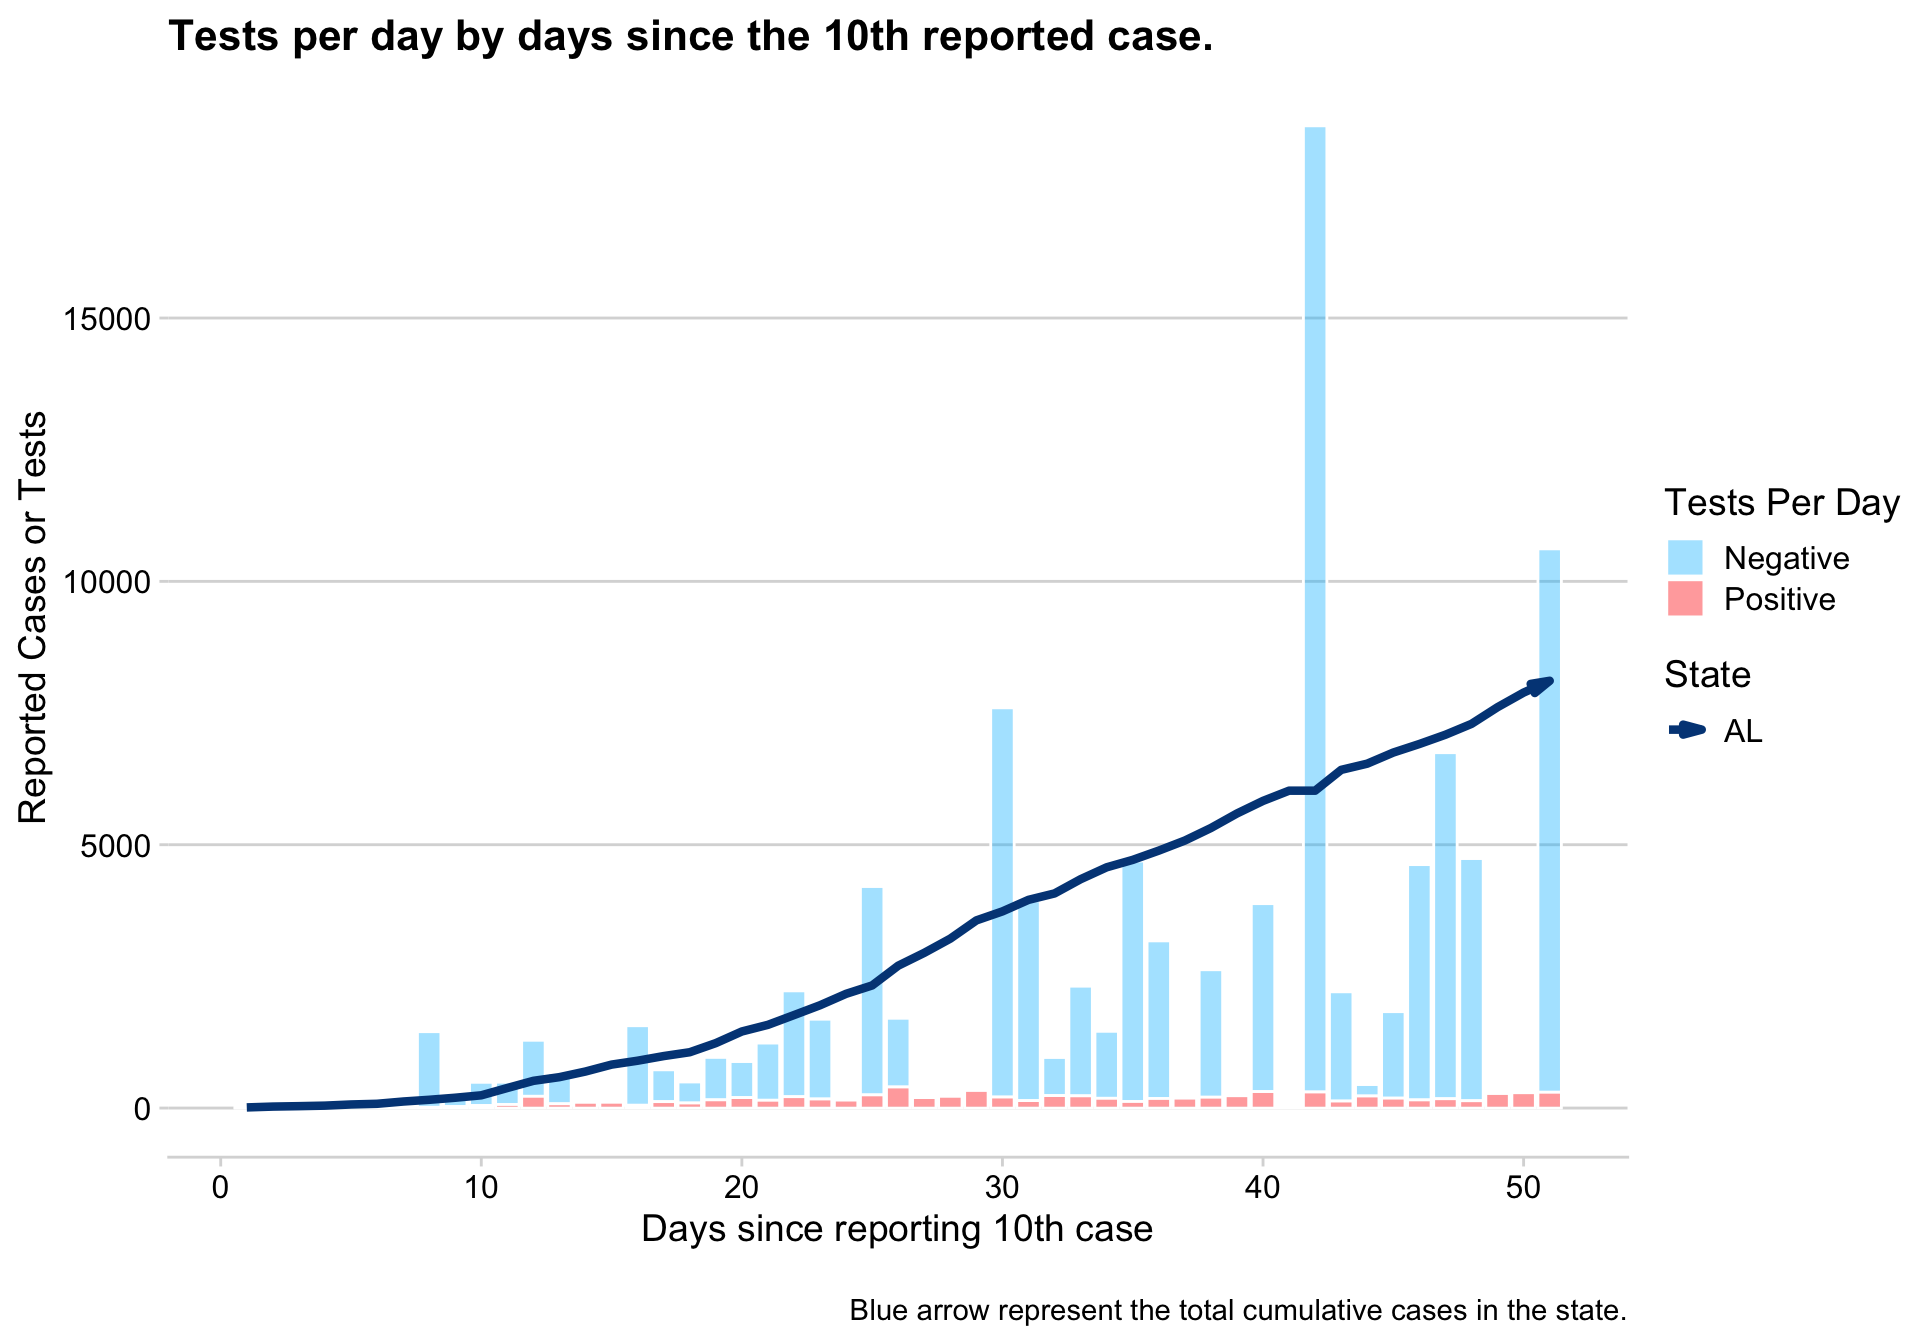 Tests per day by days since the 10th reported case.
Reported Cases or Tests
15000
10000
5000
0
0 10 20 30 40 50
Days since reporting 10th case
Tests Per Day
Negative
Positive
State
AL
Blue arrow represent the total cumulative cases in the state.